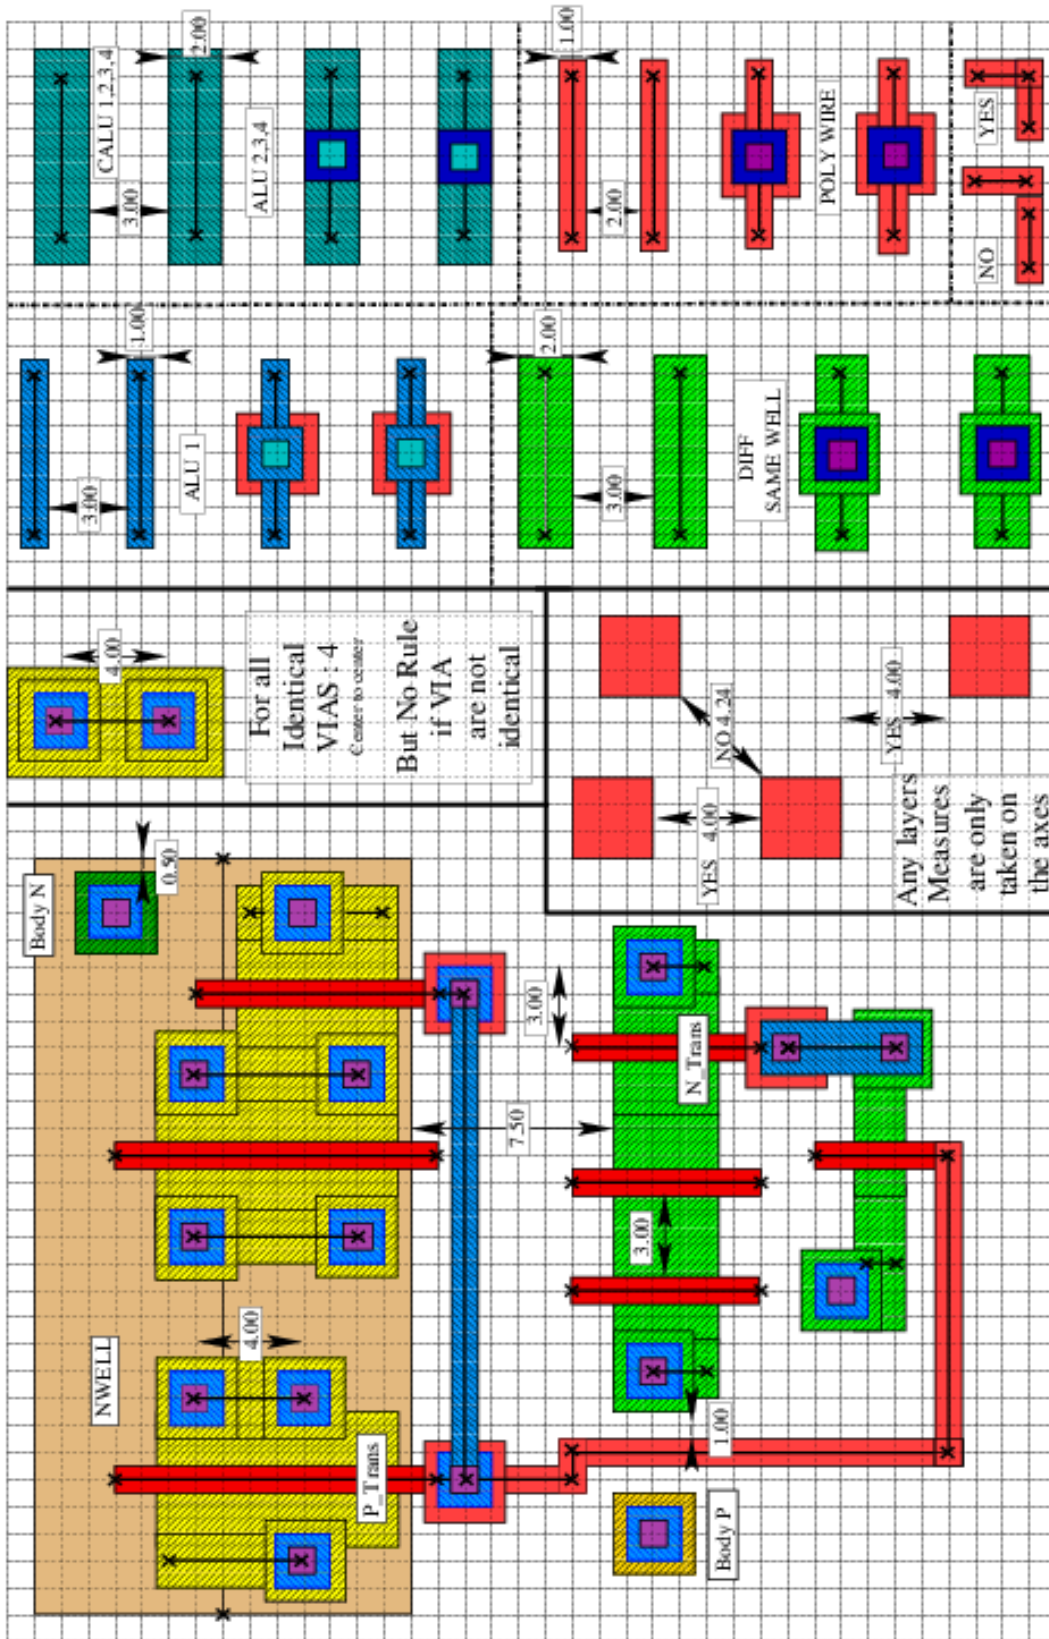 CALU 1,2,3,4
3.00
2.00
ALU 2,3,4
1.00
2.00
POLY WIRE
NO
YES
3.00
1.00
ALU 1
2.00
3.00
DIFF
SAME WELL
4.00
For all
Identical
VIAS : 4
Center to center
But No Rule
if VIA
are not
identical
YES 4.00
NO 4.24
YES 4.00
Any layers
Measures
are only
taken on
the axes
Body N
0.50
NWELL
4.00
P_Trans
3.00
7.50
N_Trans
3.00
1.00
Body P